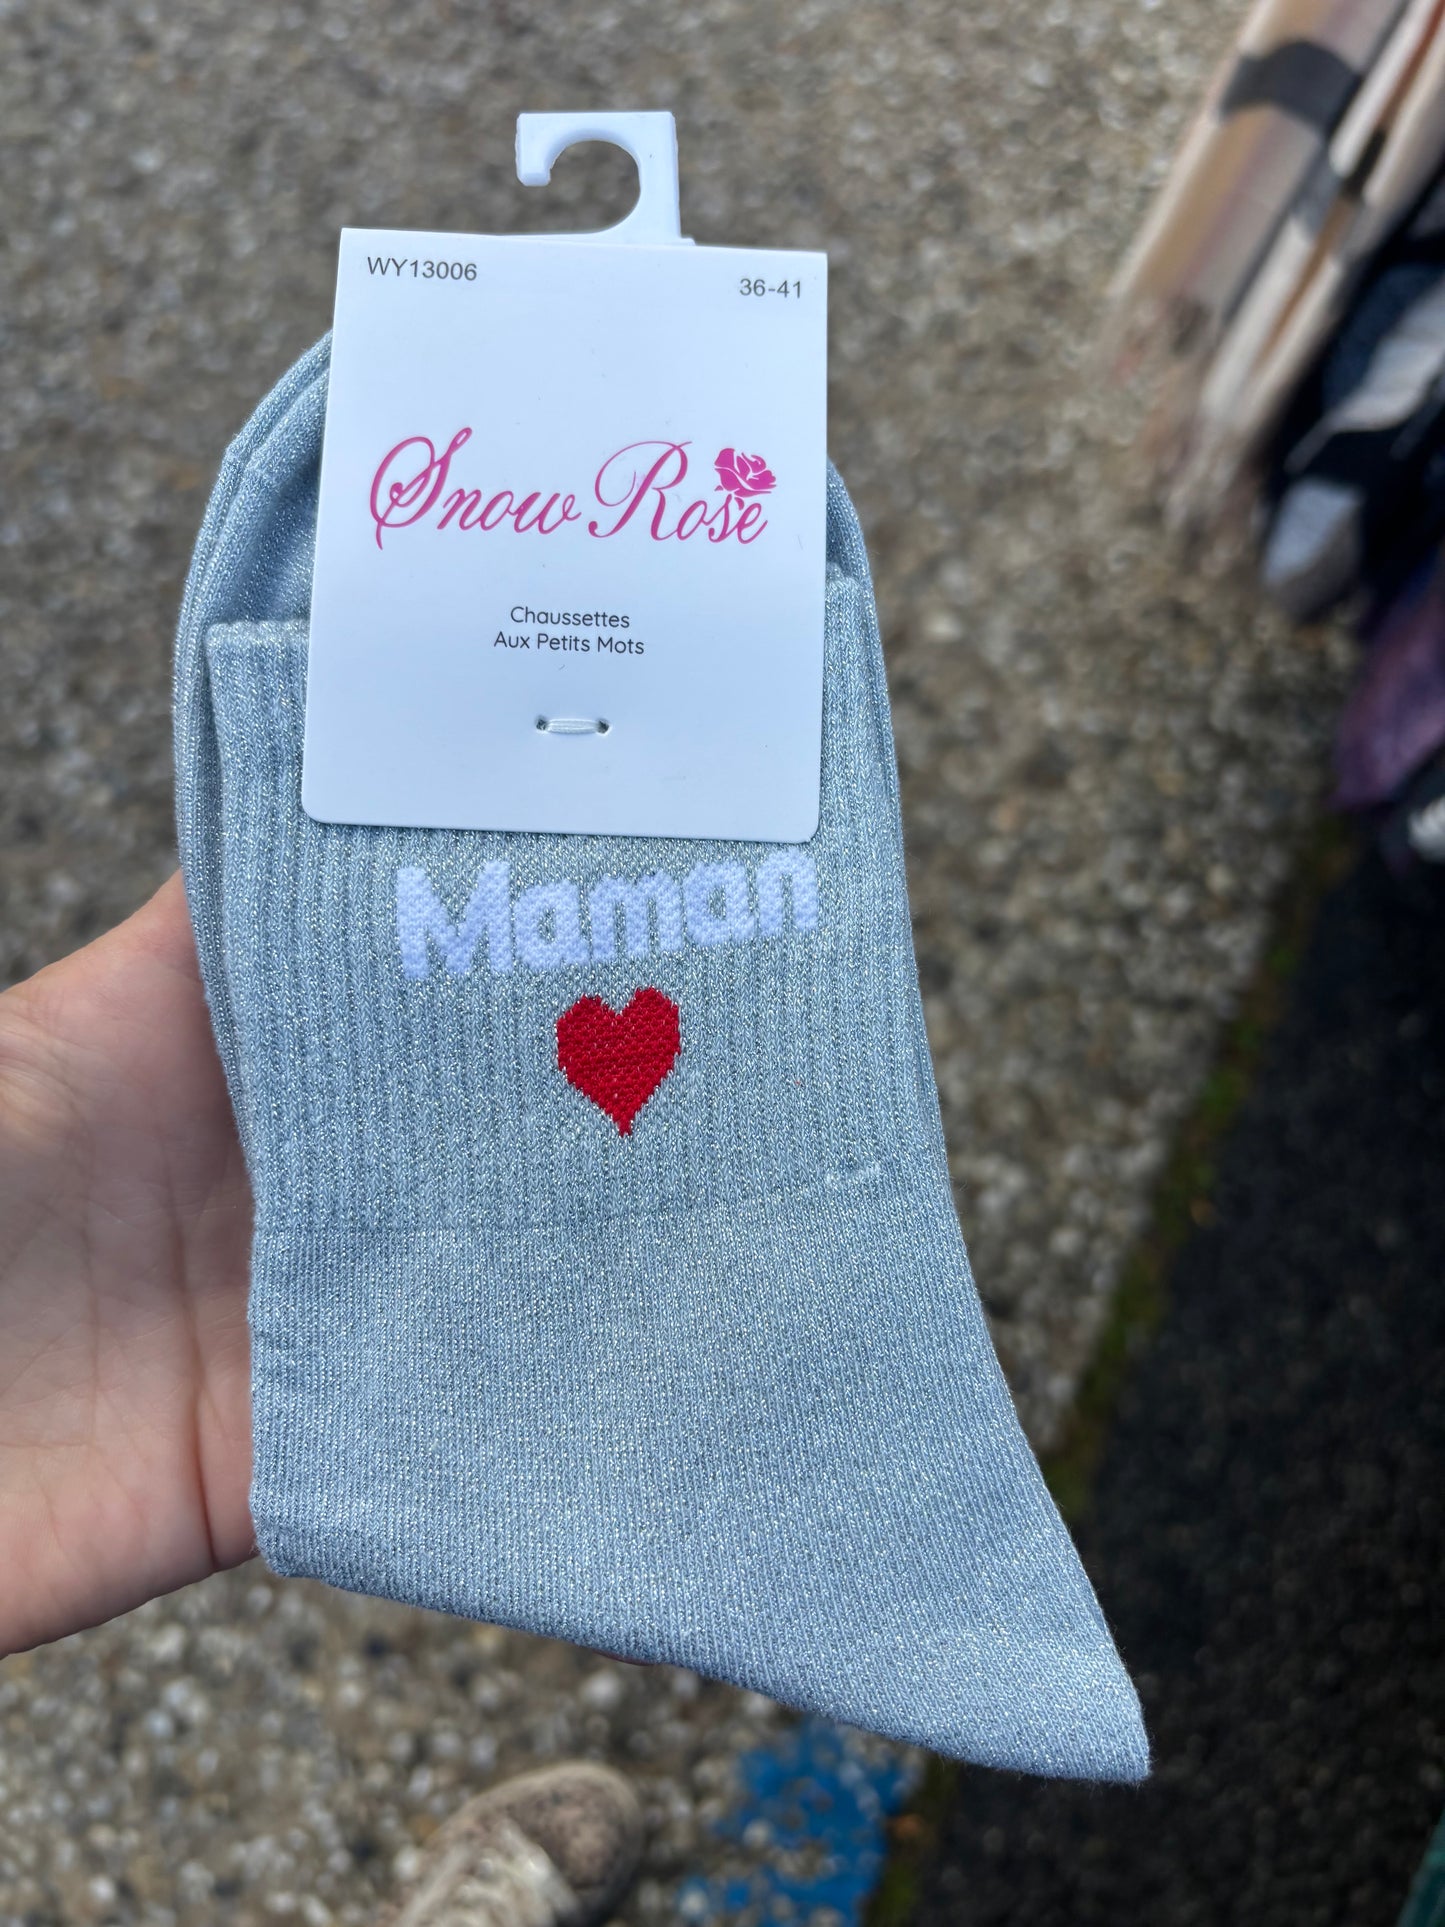 WY13006 36-41
Snow Rose
Chaussettes
Aux Petits Mots
Maman